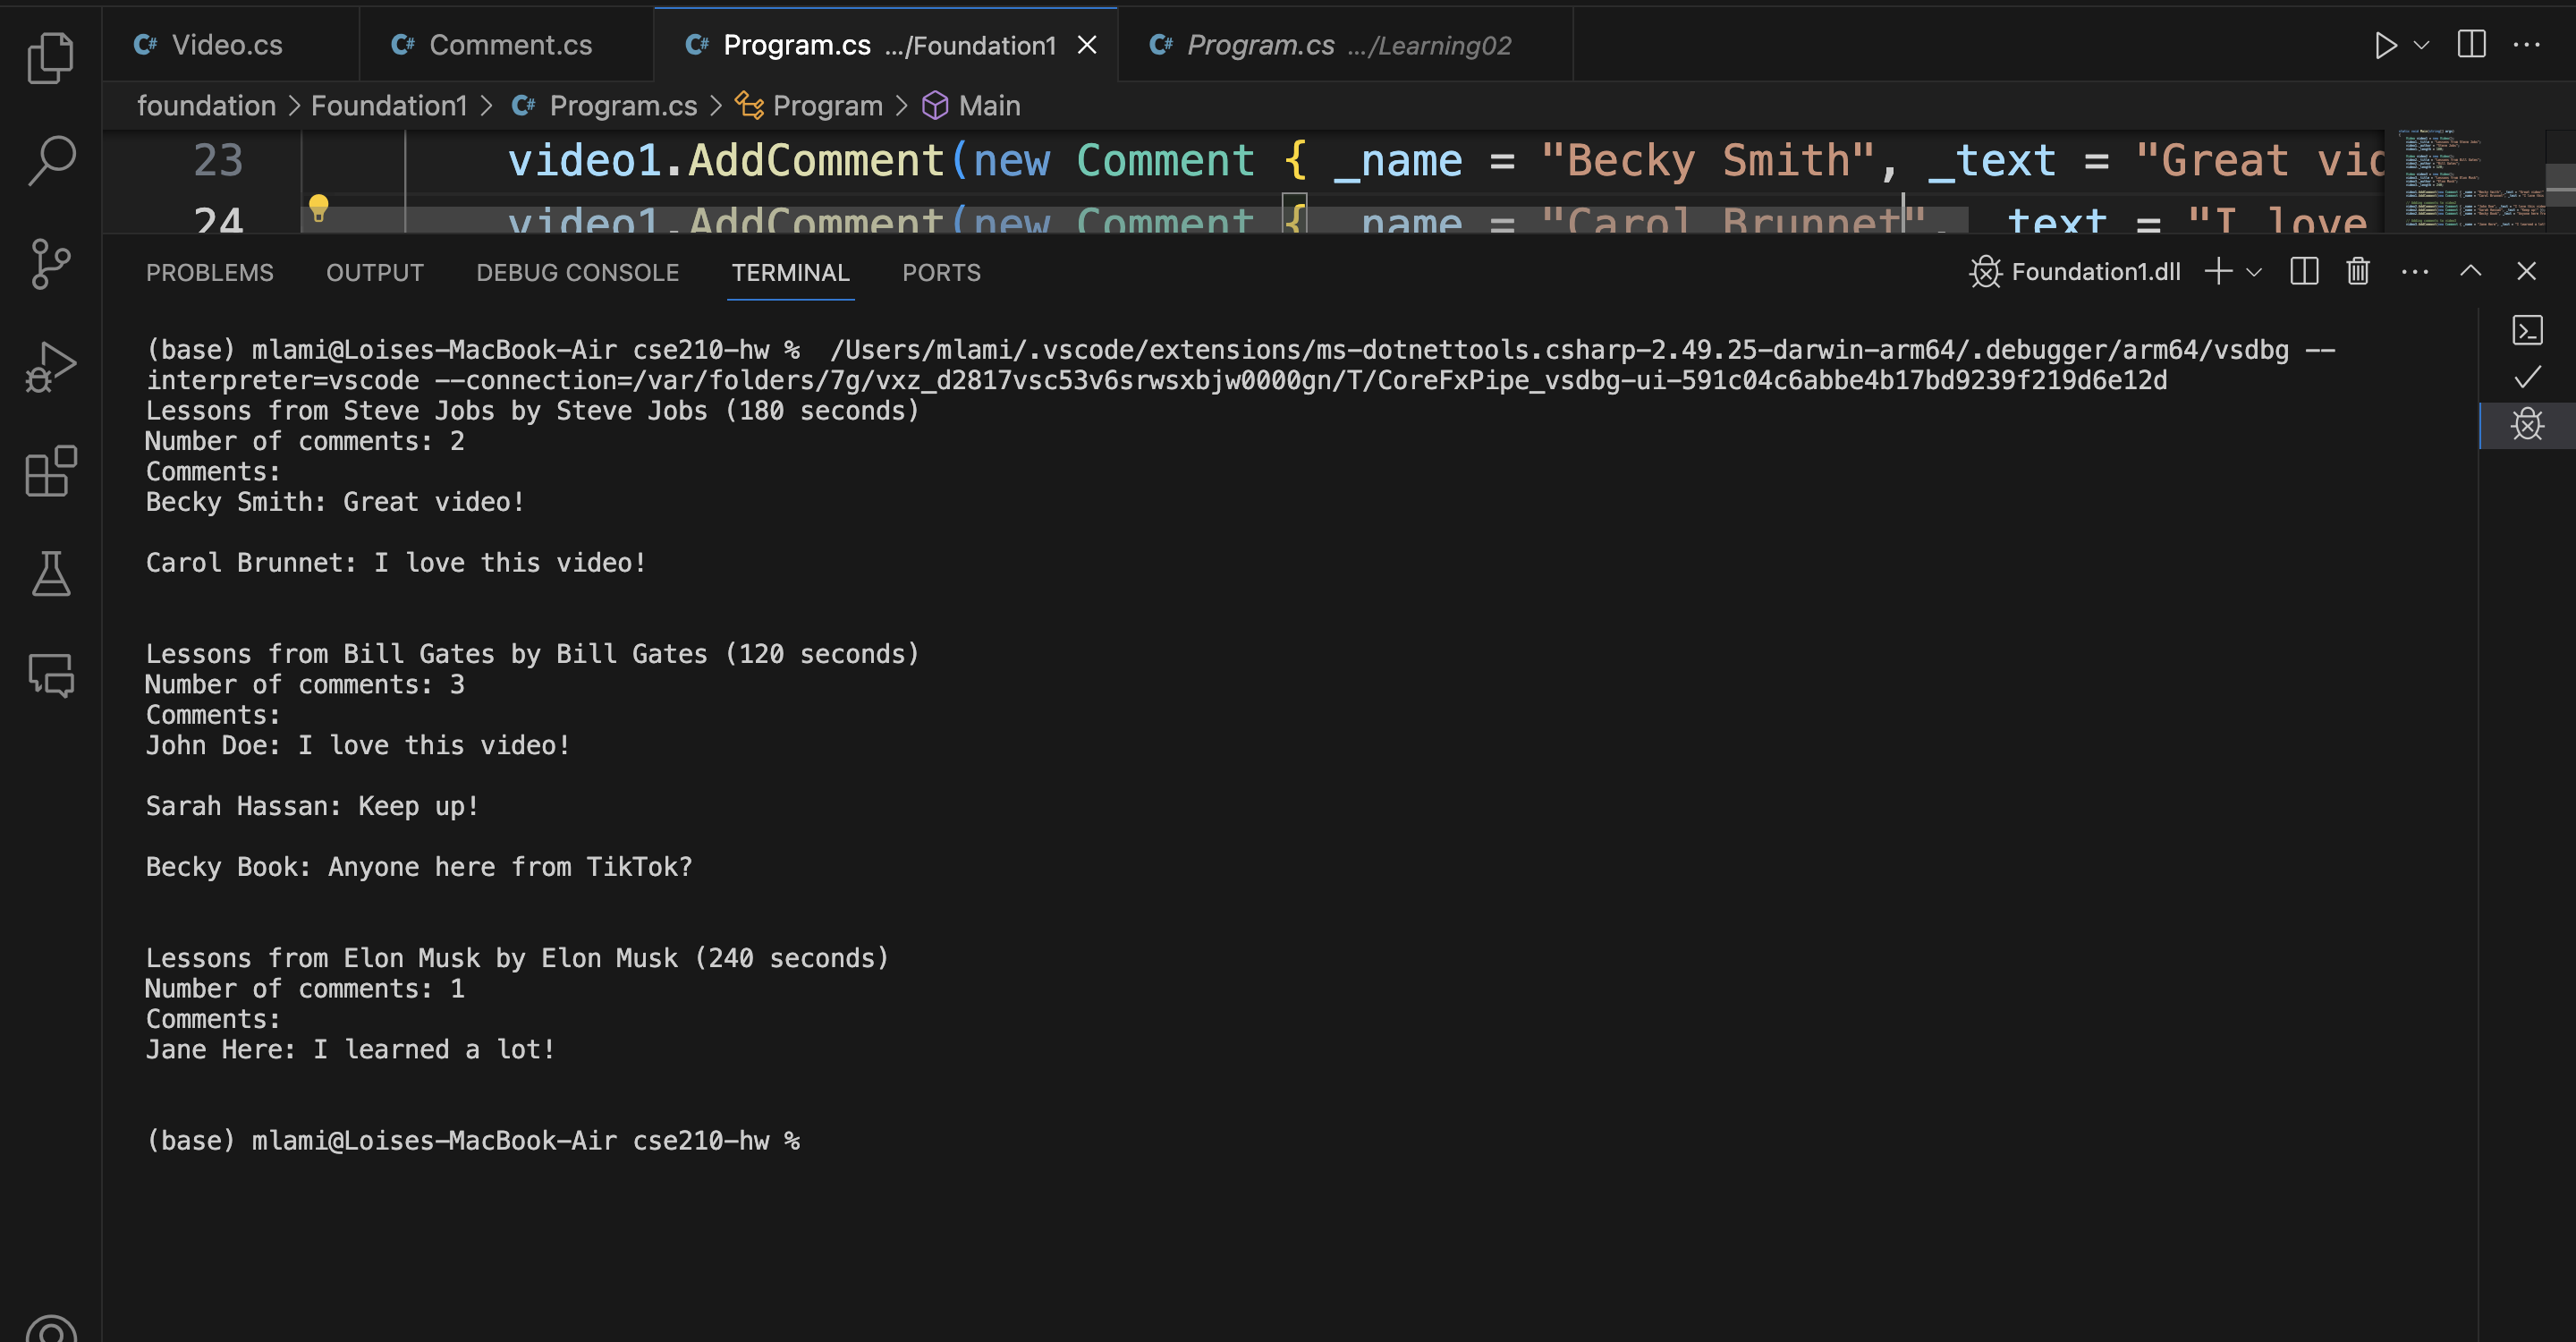 Video.cs
Comment.cs
Program.cs .../Foundation1
Program.cs .../Learning02
foundation > Foundation1 > Program.cs > Program > Main
23 video1.AddComment(new Comment { _name = "Becky Smith", _text = "Great vid
24 video1.AddComment(new Comment { _name = "Carol Brunnet", _text = "I love
PROBLEMS OUTPUT DEBUG CONSOLE TERMINAL PORTS
Foundation1.dll
(base) mlami@Loises-MacBook-Air cse210-hw %  /Users/mlami/.vscode/extensions/ms-dotnettools.csharp-2.49.25-darwin-arm64/.debugger/arm64/vsdbg --
interpreter=vscode --connection=/var/folders/7g/vxz_d2817vsc53v6srwsxbjw0000gn/T/CoreFxPipe_vsdbg-ui-591c04c6abbe4b17bd9239f219d6e12d
Lessons from Steve Jobs by Steve Jobs (180 seconds)
Number of comments: 2
Comments:
Becky Smith: Great video!
Carol Brunnet: I love this video!
Lessons from Bill Gates by Bill Gates (120 seconds)
Number of comments: 3
Comments:
John Doe: I love this video!
Sarah Hassan: Keep up!
Becky Book: Anyone here from TikTok?
Lessons from Elon Musk by Elon Musk (240 seconds)
Number of comments: 1
Comments:
Jane Here: I learned a lot!
(base) mlami@Loises-MacBook-Air cse210-hw %